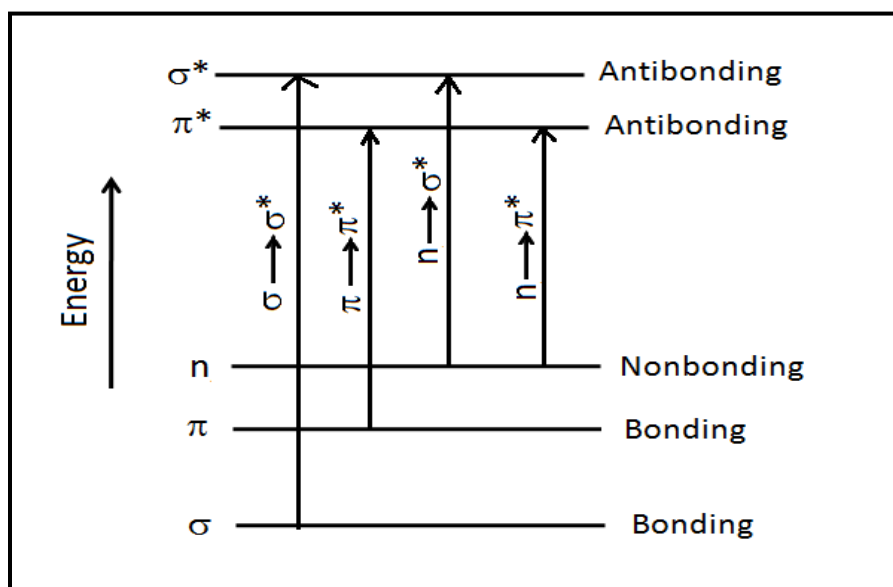 σ* Antibonding
π* Antibonding
Energy
σ→σ*
π→π*
n→σ*
n→π*
n Nonbonding
π Bonding
σ Bonding